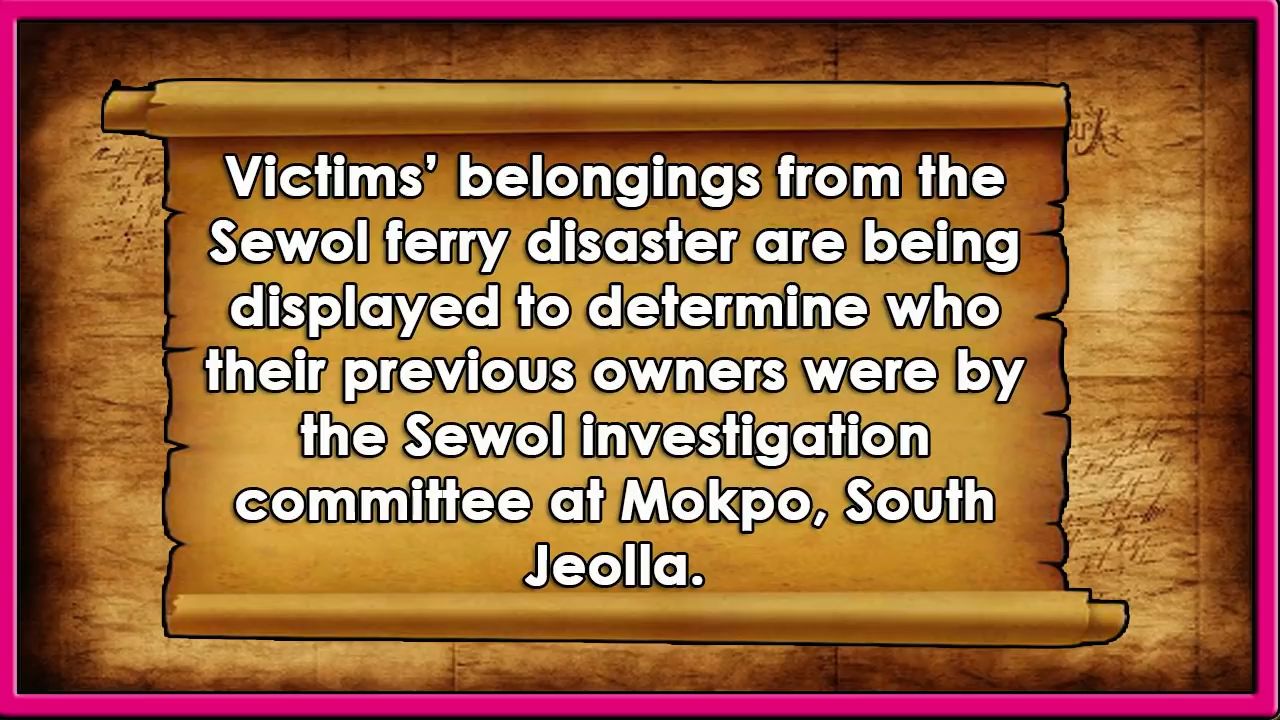 Victims’ belongings from the
Sewol ferry disaster are being
displayed to determine who
their previous owners were by
the Sewol investigation
committee at Mokpo, South
Jeolla.